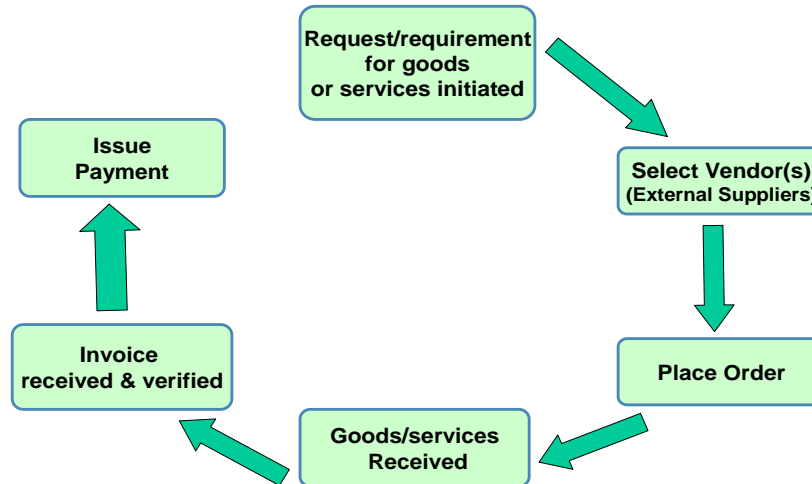 Request/requirement
for goods
or services initiated
Select Vendor(s)
(External Suppliers)
Place Order
Goods/services
Received
Invoice
received & verified
Issue
Payment